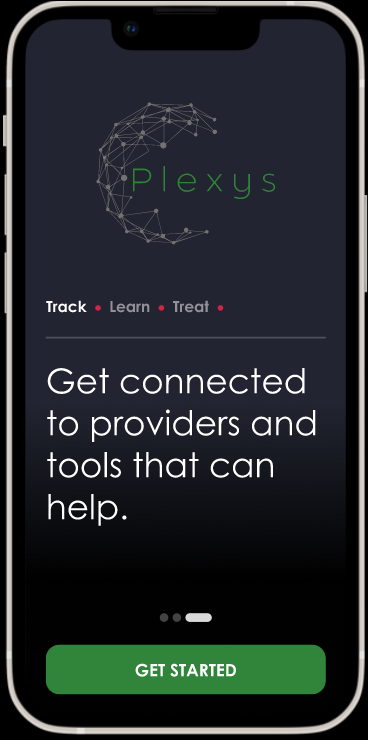 Plexys
Track • Learn • Treat •
Get connected
to providers and
tools that can
help.
GET STARTED